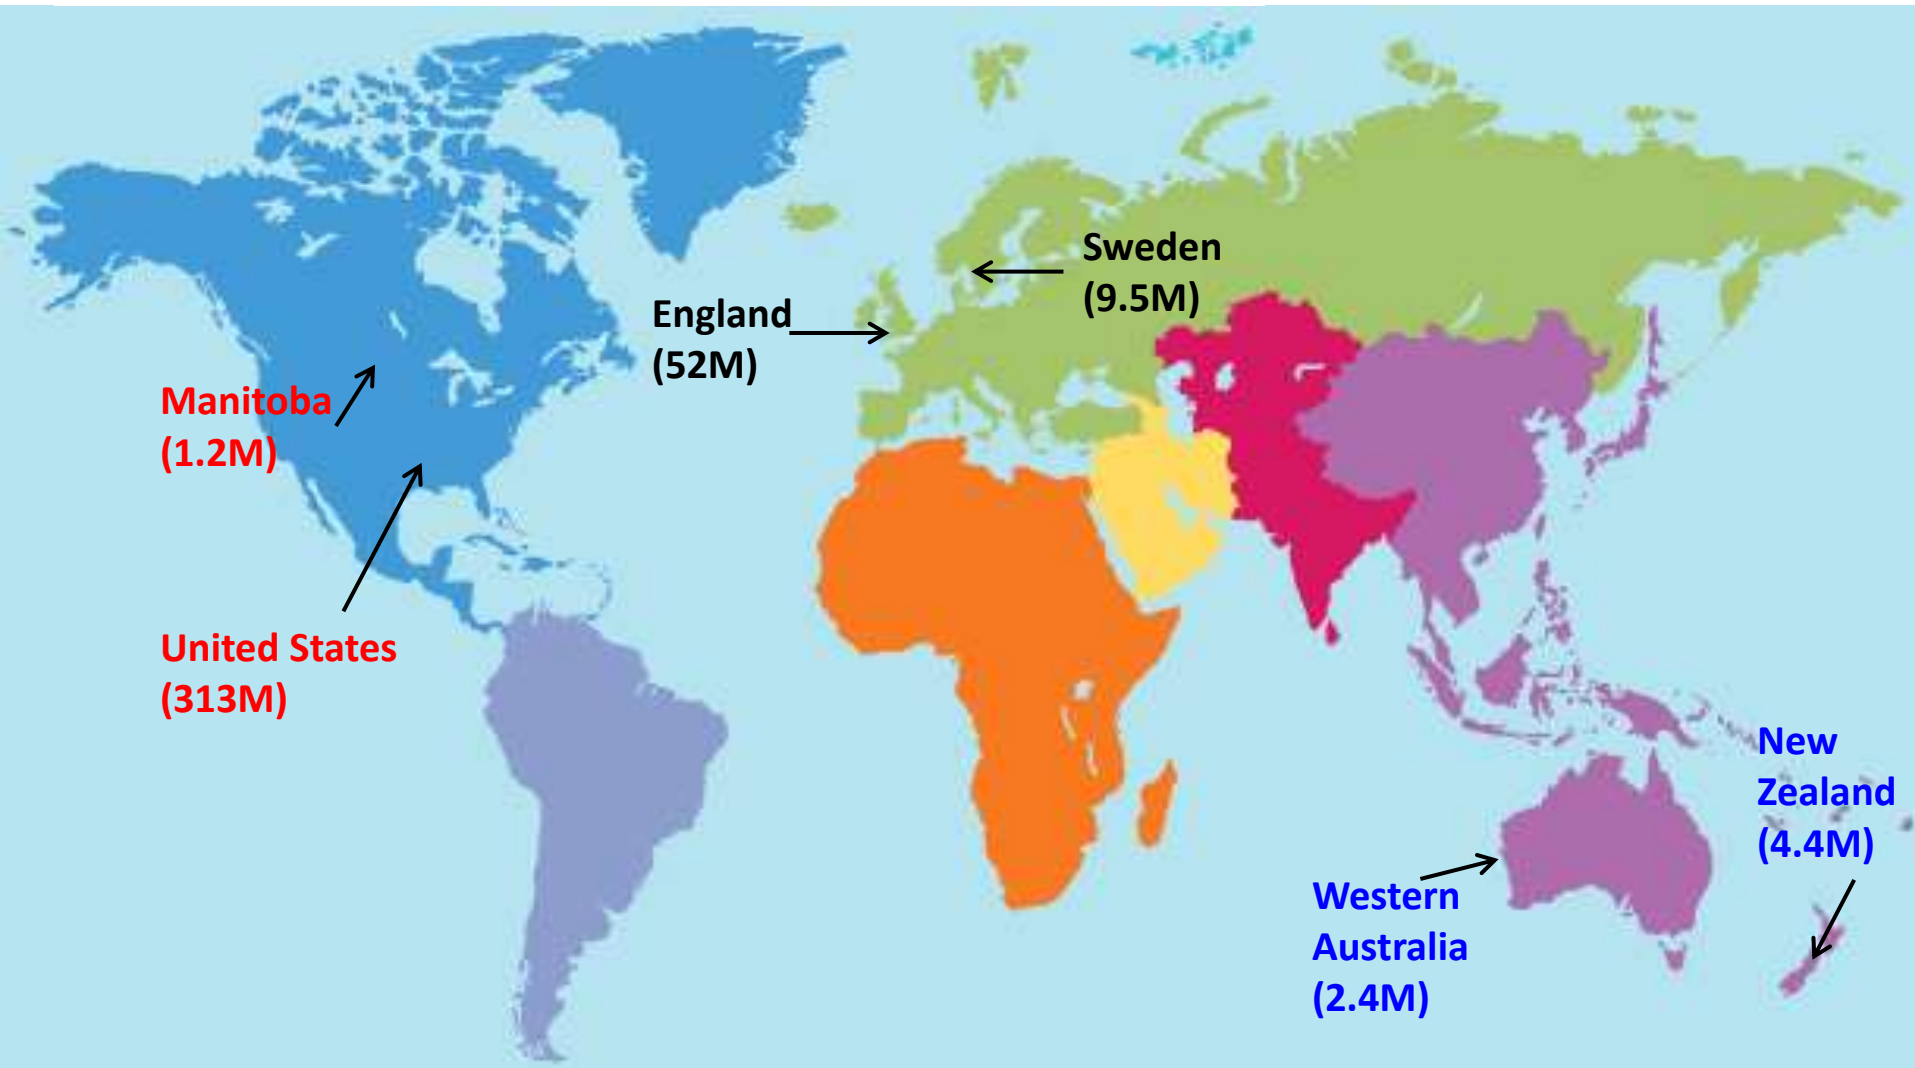 Sweden
(9.5M)
England
(52M)
Manitoba
(1.2M)
United States
(313M)
New
Zealand
(4.4M)
Western
Australia
(2.4M)